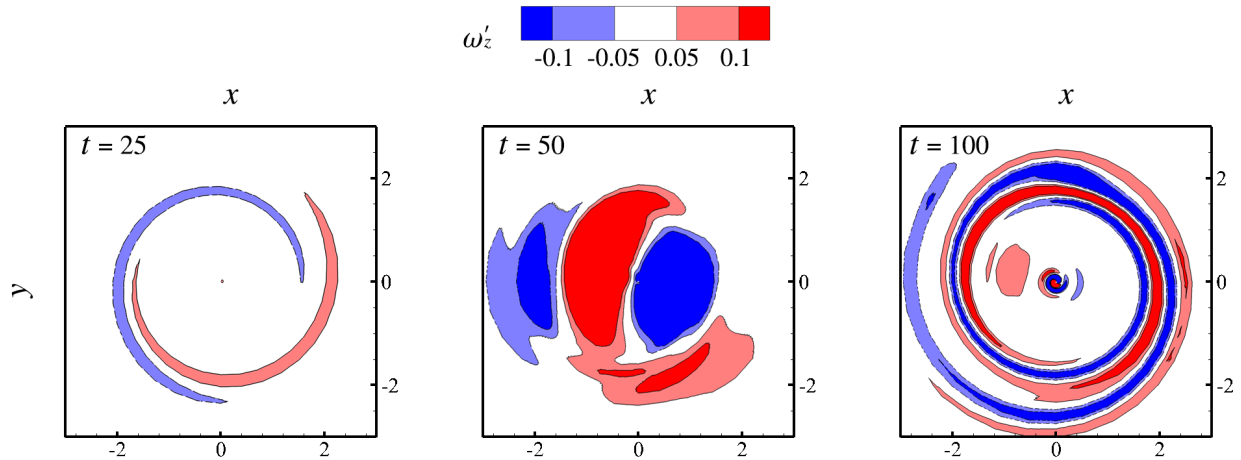 ω′z
-0.1 -0.05 0.05 0.1
x x x
t = 25 t = 50 t = 100
2 2 2
y 0 0 0
-2 -2 -2
-2 0 2 -2 0 2 -2 0 2